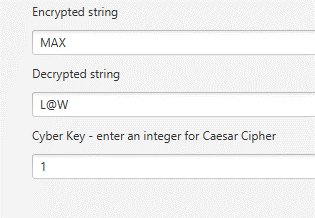 Encrypted string
MAX
Decrypted string
L@W
Cyber Key - enter an integer for Caesar Cipher
1